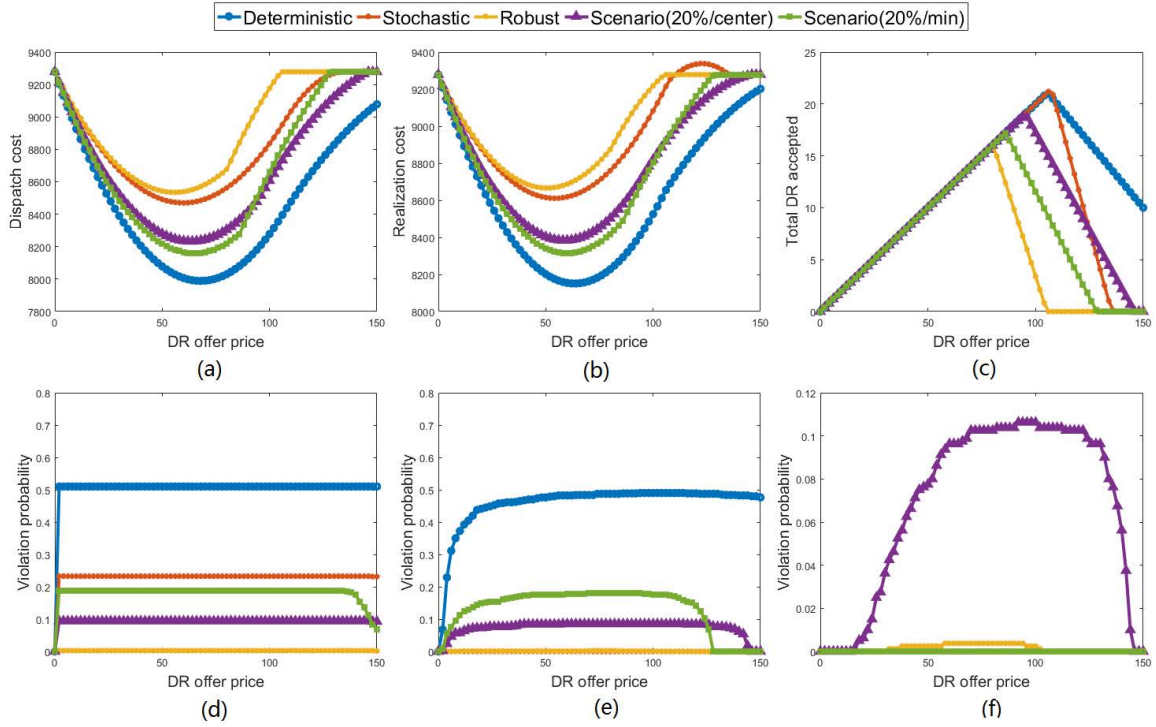 Deterministic Stochastic Robust Scenario(20%/center) Scenario(20%/min)
9400
9200
9000
8800
8600
8400
8200
8000
7800
Dispatch cost
0 50 100 150
DR offer price
(a)
9400
9200
9000
8800
8600
8400
8200
8000
Realization cost
0 50 100 150
DR offer price
(b)
25
20
15
10
5
0
Total DR accepted
0 50 100 150
DR offer price
(c)
0.8
0.7
0.6
0.5
0.4
0.3
0.2
0.1
0
Violation probability
0 50 100 150
DR offer price
(d)
0.8
0.7
0.6
0.5
0.4
0.3
0.2
0.1
0
Violation probability
0 50 100 150
DR offer price
(e)
0.12
0.1
0.08
0.06
0.04
0.02
0
Violation probability
0 50 100 150
DR offer price
(f)